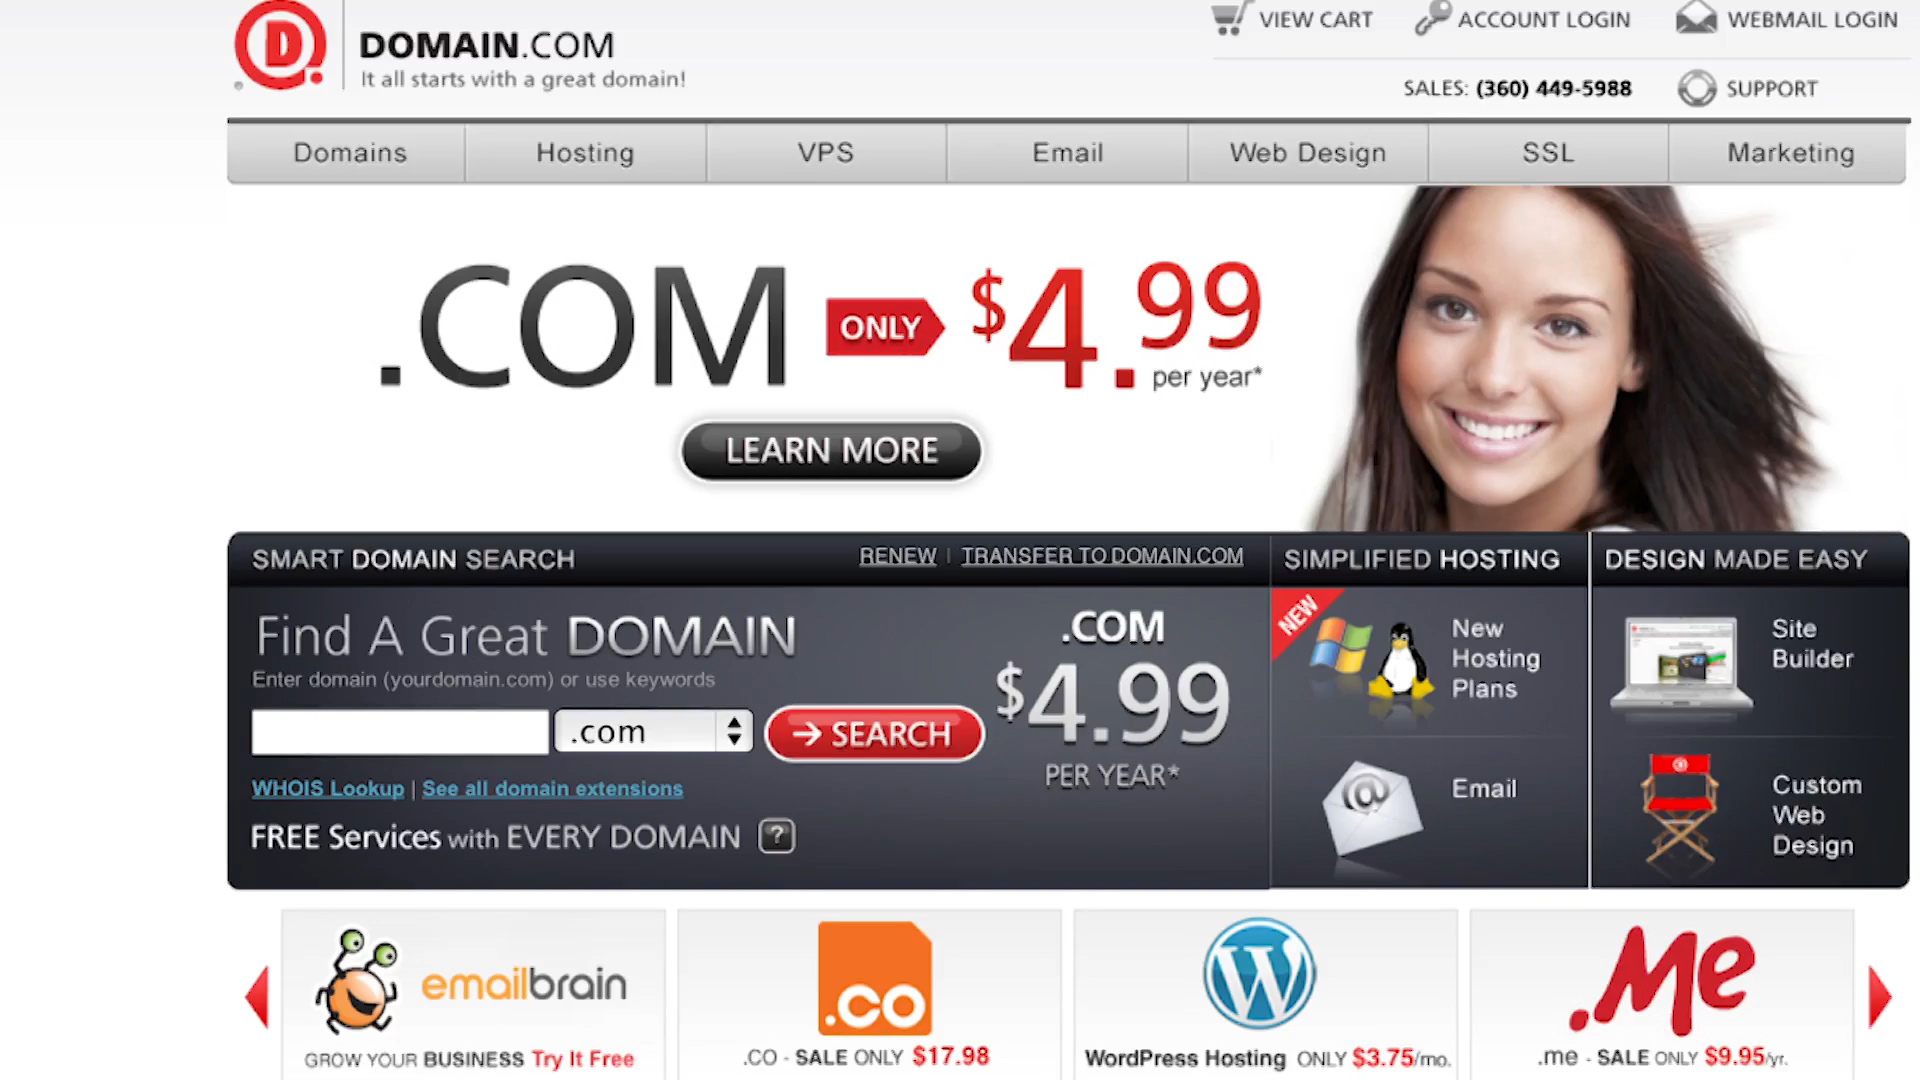 DOMAIN.COM
It all starts with a great domain!
VIEW CART
ACCOUNT LOGIN
WEBMAIL LOGIN
SALES: (360) 449-5988
SUPPORT
Domains
Hosting
VPS
Email
Web Design
SSL
Marketing
.COM ONLY $4.99 per year*
LEARN MORE
SMART DOMAIN SEARCH
RENEW | TRANSFER TO DOMAIN.COM
Find A Great DOMAIN
Enter domain (yourdomain.com) or use keywords
.com
→ SEARCH
WHOIS Lookup | See all domain extensions
FREE Services with EVERY DOMAIN ?
.COM
$4.99
PER YEAR*
SIMPLIFIED HOSTING
NEW
New
Hosting
Plans
@
Email
DESIGN MADE EASY
Site
Builder
Custom
Web
Design
emailbrain
GROW YOUR BUSINESS Try It Free
.co
.CO - SALE ONLY $17.98
W
WordPress Hosting ONLY $3.75/mo.
.Me
.me - SALE ONLY $9.95/yr.